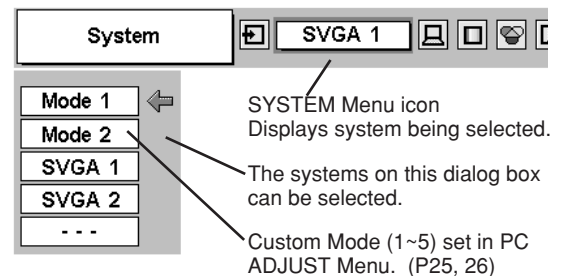 System
SVGA 1
Mode 1
Mode 2
SVGA 1
SVGA 2
- - -
SYSTEM Menu icon
Displays system being selected.
The systems on this dialog box
can be selected.
Custom Mode (1~5) set in PC
ADJUST Menu.  (P25, 26)